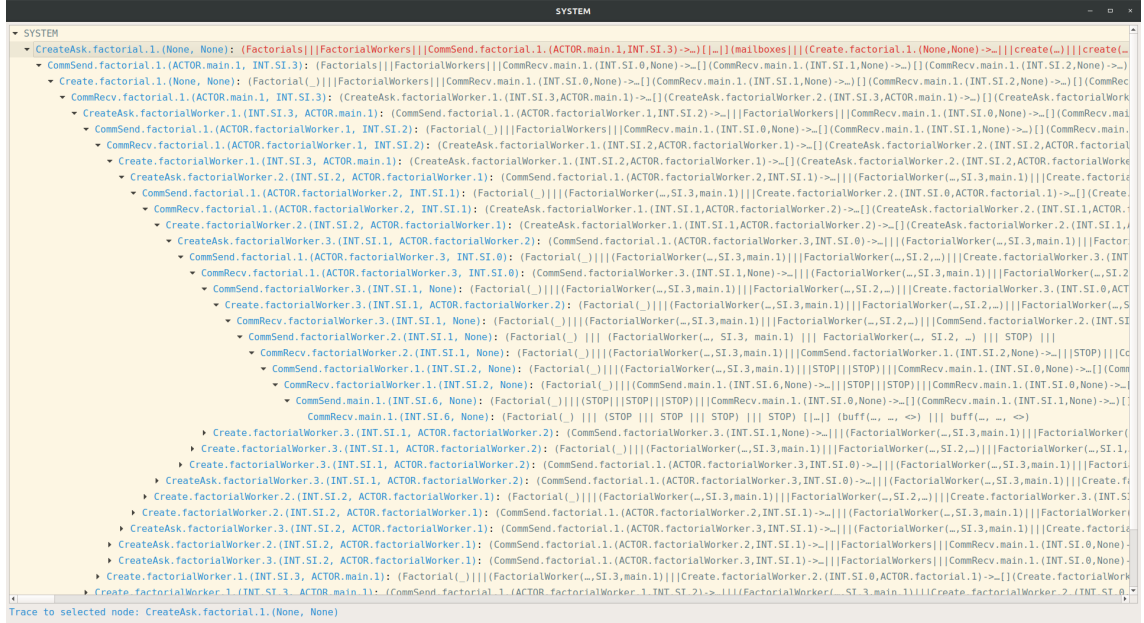 SYSTEM
SYSTEM
CreateAsk.factorial.1.(None, None): (Factorials|||FactorialWorkers|||CommSend.factorial.1.(ACTOR.main.1,INT.SI.3)->…)[|…|](mailboxes|||(Create.factorial.1.(None,None)->…|||create(…)|||create(…
CommSend.factorial.1.(ACTOR.main.1, INT.SI.3): (Factorials|||FactorialWorkers|||CommRecv.main.1.(INT.SI.0,None)->…[](CommRecv.main.1.(INT.SI.1,None)->…)[](CommRecv.main.1.(INT.SI.2,None)->…)
Create.factorial.1.(None, None): (Factorial(_)|||FactorialWorkers|||CommRecv.main.1.(INT.SI.0,None)->…[](CommRecv.main.1.(INT.SI.1,None)->…)[](CommRecv.main.1.(INT.SI.2,None)->…)[](CommRec
CommRecv.factorial.1.(ACTOR.main.1, INT.SI.3): (CreateAsk.factorialWorker.1.(INT.SI.3,ACTOR.main.1)->…[](CreateAsk.factorialWorker.2.(INT.SI.3,ACTOR.main.1)->…)[](CreateAsk.factorialWork
CreateAsk.factorialWorker.1.(INT.SI.3, ACTOR.main.1): (CommSend.factorial.1.(ACTOR.factorialWorker.1,INT.SI.2)->…|||FactorialWorkers|||CommRecv.main.1.(INT.SI.0,None)->…[](CommRecv.mai
CommSend.factorial.1.(ACTOR.factorialWorker.1, INT.SI.2): (Factorial(_)|||FactorialWorkers|||CommRecv.main.1.(INT.SI.0,None)->…[](CommRecv.main.1.(INT.SI.1,None)->…)[](CommRecv.main.
CommRecv.factorial.1.(ACTOR.factorialWorker.1, INT.SI.2): (CreateAsk.factorialWorker.1.(INT.SI.2,ACTOR.factorialWorker.1)->…[](CreateAsk.factorialWorker.2.(INT.SI.2,ACTOR.factorial
Create.factorialWorker.1.(INT.SI.3, ACTOR.main.1): (CreateAsk.factorialWorker.1.(INT.SI.2,ACTOR.factorialWorker.1)->…[](CreateAsk.factorialWorker.2.(INT.SI.2,ACTOR.factorialWorke
CreateAsk.factorialWorker.2.(INT.SI.2, ACTOR.factorialWorker.1): (CommSend.factorial.1.(ACTOR.factorialWorker.2,INT.SI.1)->…|||(FactorialWorker(…,SI.3,main.1)|||Create.factoria
CommSend.factorial.1.(ACTOR.factorialWorker.2, INT.SI.1): (Factorial(_)|||(FactorialWorker(…,SI.3,main.1)|||Create.factorialWorker.2.(INT.SI.0,ACTOR.factorial.1)->…[](Create.
CommRecv.factorial.1.(ACTOR.factorialWorker.2, INT.SI.1): (CreateAsk.factorialWorker.1.(INT.SI.1,ACTOR.factorialWorker.2)->…[](CreateAsk.factorialWorker.2.(INT.SI.1,ACTOR.f
Create.factorialWorker.2.(INT.SI.2, ACTOR.factorialWorker.1): (CreateAsk.factorialWorker.1.(INT.SI.1,ACTOR.factorialWorker.2)->…[](CreateAsk.factorialWorker.2.(INT.SI.1,A
CreateAsk.factorialWorker.3.(INT.SI.1, ACTOR.factorialWorker.2): (CommSend.factorial.1.(ACTOR.factorialWorker.3,INT.SI.0)->…|||(FactorialWorker(…,SI.3,main.1)|||Factor
CommSend.factorial.1.(ACTOR.factorialWorker.3, INT.SI.0): (Factorial(_)|||(FactorialWorker(…,SI.3,main.1)|||FactorialWorker(…,SI.2,…)|||Create.factorialWorker.3.(INT
CommRecv.factorial.1.(ACTOR.factorialWorker.3, INT.SI.0): (CommSend.factorialWorker.3.(INT.SI.1,None)->…|||(FactorialWorker(…,SI.3,main.1)|||FactorialWorker(…,SI.2
CommSend.factorialWorker.3.(INT.SI.1, None): (Factorial(_)|||(FactorialWorker(…,SI.3,main.1)|||FactorialWorker(…,SI.2,…)|||Create.factorialWorker.3.(INT.SI.0,ACT
Create.factorialWorker.3.(INT.SI.1, ACTOR.factorialWorker.2): (Factorial(_)|||(FactorialWorker(…,SI.3,main.1)|||FactorialWorker(…,SI.2,…)|||FactorialWorker(…,S
CommRecv.factorialWorker.3.(INT.SI.1, None): (Factorial(_)|||(FactorialWorker(…,SI.3,main.1)|||FactorialWorker(…,SI.2,…)|||CommSend.factorialWorker.2.(INT.SI
CommSend.factorialWorker.2.(INT.SI.1, None): (Factorial(_) ||| (FactorialWorker(…, SI.3, main.1) ||| FactorialWorker(…, SI.2, …) ||| STOP) |||
CommRecv.factorialWorker.2.(INT.SI.1, None): (Factorial(_)|||(FactorialWorker(…,SI.3,main.1)|||CommSend.factorialWorker.1.(INT.SI.2,None)->…|||STOP)|||Co
CommSend.factorialWorker.1.(INT.SI.2, None): (Factorial(_)|||(FactorialWorker(…,SI.3,main.1)|||STOP|||STOP)|||CommRecv.main.1.(INT.SI.0,None)->…[](Comm
CommRecv.factorialWorker.1.(INT.SI.2, None): (Factorial(_)|||(CommSend.main.1.(INT.SI.6,None)->…|||STOP|||STOP)|||CommRecv.main.1.(INT.SI.0,None)->…[
CommSend.main.1.(INT.SI.6, None): (Factorial(_)|||(STOP|||STOP|||STOP)|||CommRecv.main.1.(INT.SI.0,None)->…[](CommRecv.main.1.(INT.SI.1,None)->…)[
CommRecv.main.1.(INT.SI.6, None): (Factorial(_) ||| (STOP ||| STOP ||| STOP) ||| STOP) [|…|] (buff(…, …, <>) ||| buff(…, …, <>)
Create.factorialWorker.3.(INT.SI.1, ACTOR.factorialWorker.2): (CommSend.factorialWorker.3.(INT.SI.1,None)->…|||(FactorialWorker(…,SI.3,main.1)|||FactorialWorker(
Create.factorialWorker.3.(INT.SI.1, ACTOR.factorialWorker.2): (Factorial(_)|||(FactorialWorker(…,SI.3,main.1)|||FactorialWorker(…,SI.2,…)|||FactorialWorker(…,SI.1,
Create.factorialWorker.3.(INT.SI.1, ACTOR.factorialWorker.2): (CommSend.factorial.1.(ACTOR.factorialWorker.3,INT.SI.0)->…|||(FactorialWorker(…,SI.3,main.1)|||Factoria
CreateAsk.factorialWorker.3.(INT.SI.1, ACTOR.factorialWorker.2): (CommSend.factorial.1.(ACTOR.factorialWorker.3,INT.SI.0)->…|||(FactorialWorker(…,SI.3,main.1)|||Create.fa
Create.factorialWorker.2.(INT.SI.2, ACTOR.factorialWorker.1): (Factorial(_)|||(FactorialWorker(…,SI.3,main.1)|||FactorialWorker(…,SI.2,…)|||Create.factorialWorker.3.(INT.SI
Create.factorialWorker.2.(INT.SI.2, ACTOR.factorialWorker.1): (CommSend.factorial.1.(ACTOR.factorialWorker.2,INT.SI.1)->…|||(FactorialWorker(…,SI.3,main.1)|||FactorialWorker(
CreateAsk.factorialWorker.3.(INT.SI.2, ACTOR.factorialWorker.1): (CommSend.factorial.1.(ACTOR.factorialWorker.3,INT.SI.1)->…|||(FactorialWorker(…,SI.3,main.1)|||Create.factoria
CreateAsk.factorialWorker.2.(INT.SI.2, ACTOR.factorialWorker.1): (CommSend.factorial.1.(ACTOR.factorialWorker.2,INT.SI.1)->…|||FactorialWorkers|||CommRecv.main.1.(INT.SI.0,None)-
CreateAsk.factorialWorker.3.(INT.SI.2, ACTOR.factorialWorker.1): (CommSend.factorial.1.(ACTOR.factorialWorker.3,INT.SI.1)->…|||FactorialWorkers|||CommRecv.main.1.(INT.SI.0,None)-
Create.factorialWorker.1.(INT.SI.3, ACTOR.main.1): (Factorial(_)|||(FactorialWorker(…,SI.3,main.1)|||Create.factorialWorker.2.(INT.SI.0,ACTOR.factorial.1)->…[](Create.factorialWork
Create.factorialWorker.1.(INT.SI.3, ACTOR.main.1): (CommSend.factorial.1.(ACTOR.factorialWorker.1,INT.SI.2)->…|||(FactorialWorker(…,SI.3,main.1)|||Create.factorialWorker.2.(INT.SI.0
Trace to selected node: CreateAsk.factorial.1.(None, None)